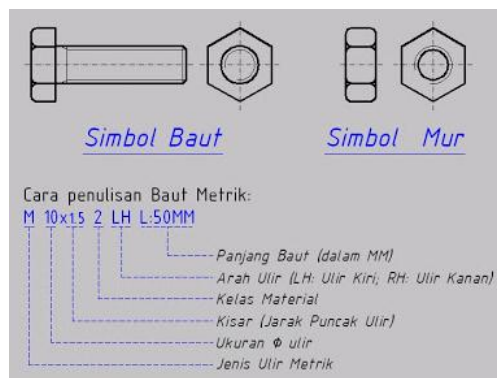 Simbol Baut
Simbol Mur
Cara penulisan Baut Metrik:
M 10x1.5 2 LH L:50MM
Panjang Baut (dalam MM)
Arah Ulir (LH: Ulir Kiri; RH: Ulir Kanan)
Kelas Material
Kisar (Jarak Puncak Ulir)
Ukuran Φ ulir
Jenis Ulir Metrik